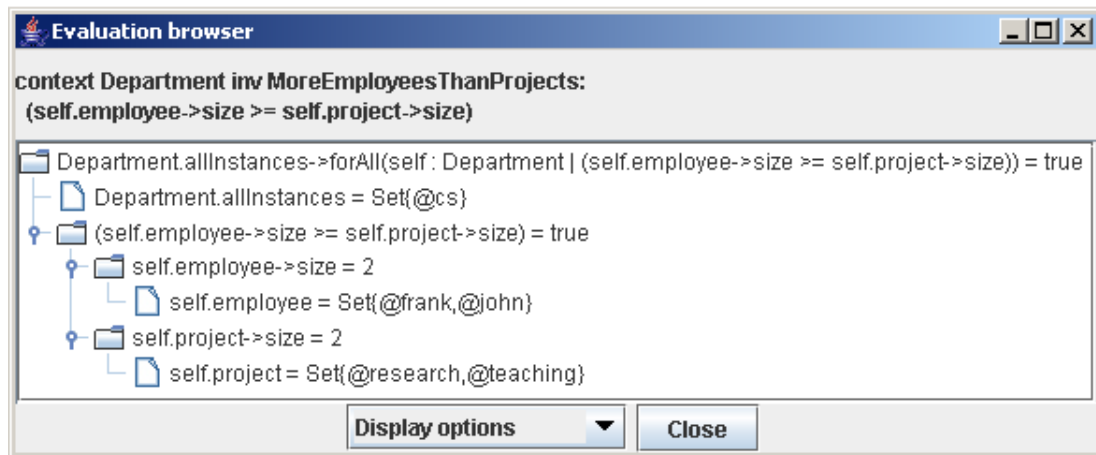 Evaluation browser
context Department inv MoreEmployeesThanProjects:
(self.employee->size >= self.project->size)
Department.allInstances->forAll(self : Department | (self.employee->size >= self.project->size)) = true
Department.allInstances = Set{@cs}
(self.employee->size >= self.project->size) = true
self.employee->size = 2
self.employee = Set{@frank,@john}
self.project->size = 2
self.project = Set{@research,@teaching}
Display options
Close